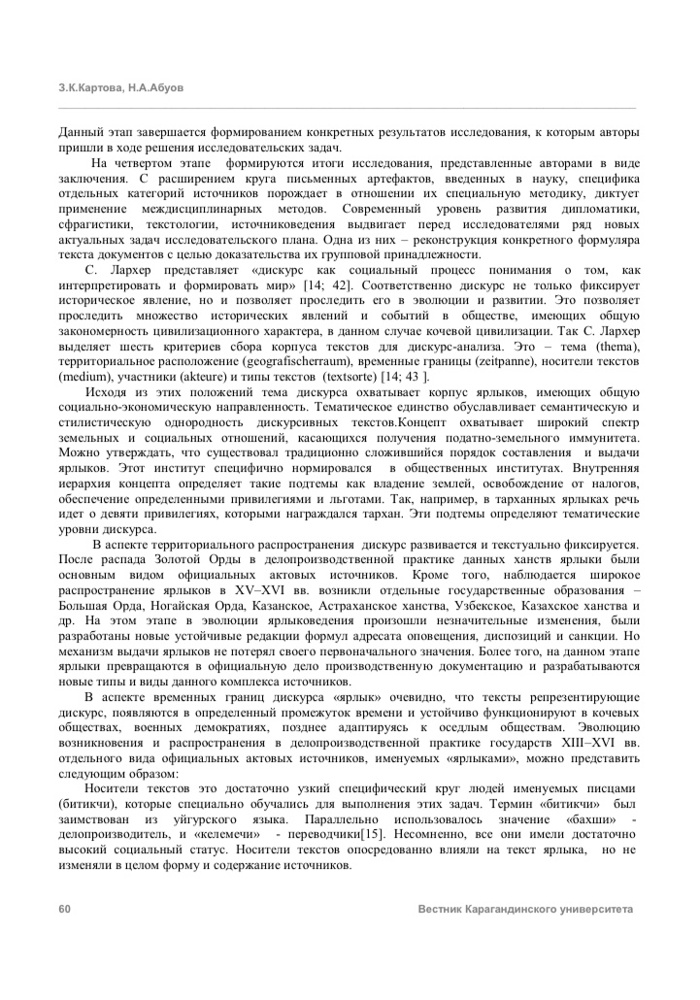 З.К.Картова, Н.А.Абуов
Данный этап завершается формированием конкретных результатов исследования, к которым авторы
пришли в ходе решения исследовательских задач.
На четвертом этапе формируются итоги исследования, представленные авторами в виде
заключения. С расширением круга письменных артефактов, введенных в науку, специфика
отдельных категорий источников порождает в отношении их специальную методику, диктует
применение междисциплинарных методов. Современный уровень развития дипломатики,
сфрагистики, текстологии, источниковедения выдвигает перед исследователями ряд новых
актуальных задач исследовательского плана. Одна из них – реконструкция конкретного формуляра
текста документов с целью доказательства их групповой принадлежности.
С. Лархер представляет «дискурс как социальный процесс понимания о том, как
интерпретировать и формировать мир» [14; 42]. Соответственно дискурс не только фиксирует
историческое явление, но и позволяет проследить его в эволюции и развитии. Это позволяет
проследить множество исторических явлений и событий в обществе, имеющих общую
закономерность цивилизационного характера, в данном случае кочевой цивилизации. Так С. Лархер
выделяет шесть критериев сбора корпуса текстов для дискурс-анализа. Это – тема (thema),
территориальное расположение (geografischerraum), временные границы (zeitpanne), носители текстов
(medium), участники (akteure) и типы текстов (textsorte) [14; 43 ].
Исходя из этих положений тема дискурса охватывает корпус ярлыков, имеющих общую
социально-экономическую направленность. Тематическое единство обуславливает семантическую и
стилистическую однородность дискурсивных текстов.Концепт охватывает широкий спектр
земельных и социальных отношений, касающихся получения податно-земельного иммунитета.
Можно утверждать, что существовал традиционно сложившийся порядок составления и выдачи
ярлыков. Этот институт специфично нормировался в общественных институтах. Внутренняя
иерархия концепта определяет такие подтемы как владение землей, освобождение от налогов,
обеспечение определенными привилегиями и льготами. Так, например, в тарханных ярлыках речь
идет о девяти привилегиях, которыми награждался тархан. Эти подтемы определяют тематические
уровни дискурса.
В аспекте территориального распространения дискурс развивается и текстуально фиксируется.
После распада Золотой Орды в делопроизводственной практике данных ханств ярлыки были
основным видом официальных актовых источников. Кроме того, наблюдается широкое
распространение ярлыков в XV–XVI вв. возникли отдельные государственные образования –
Большая Орда, Ногайская Орда, Казанское, Астраханское ханства, Узбекское, Казахское ханства и
др. На этом этапе в эволюции ярлыковедения произошли незначительные изменения, были
разработаны новые устойчивые редакции формул адресата оповещения, диспозиций и санкции. Но
механизм выдачи ярлыков не потерял своего первоначального значения. Более того, на данном этапе
ярлыки превращаются в официальную дело производственную документацию и разрабатываются
новые типы и виды данного комплекса источников.
В аспекте временных границ дискурса «ярлык» очевидно, что тексты репрезентирующие
дискурс, появляются в определенный промежуток времени и устойчиво функционируют в кочевых
обществах, военных демократиях, позднее адаптируясь к оседлым обществам. Эволюцию
возникновения и распространения в делопроизводственной практике государств XIII–XVI вв.
отдельного вида официальных актовых источников, именуемых «ярлыками», можно представить
следующим образом:
Носители текстов это достаточно узкий специфический круг людей именуемых писцами
(битикчи), которые специально обучались для выполнения этих задач. Термин «битикчи» был
заимствован из уйгурского языка. Параллельно использовалось значение «бахши» -
делопроизводитель, и «келемечи» - переводчики[15]. Несомненно, все они имели достаточно
высокий социальный статус. Носители текстов опосредованно влияли на текст ярлыка, но не
изменяли в целом форму и содержание источников.
60
Вестник Карагандинского университета